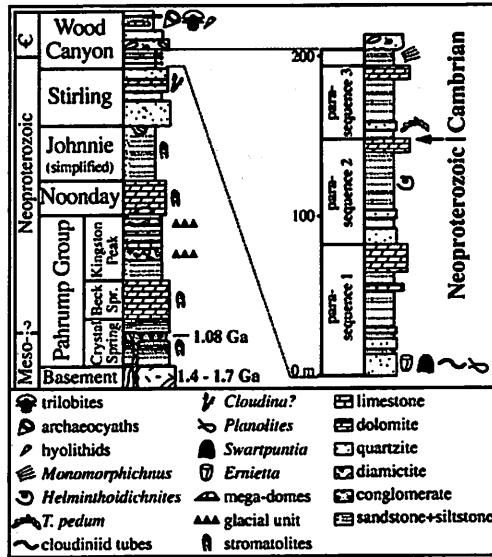 Є
Wood
Canyon
Stirling
Johnnie
(simplified)
Noonday
Neoproterozoic
Pahrump Group
Kingston
Peak
Beck
Spr.
Crystal
Spring
Meso-?
Basement
1.08 Ga
1.4 - 1.7 Ga
200
100
0 m
para-
sequence 3
para-
sequence 2
para-
sequence 1
Neoproterozoic
Cambrian
trilobites
archaeocyaths
hyolithids
Monomorphichnus
Helminthoidichnites
T. pedum
cloudiniid tubes
Cloudina?
Planolites
Swartpuntia
Ernietta
mega-domes
glacial unit
stromatolites
limestone
dolomite
quartzite
diamictite
conglomerate
sandstone+siltstone